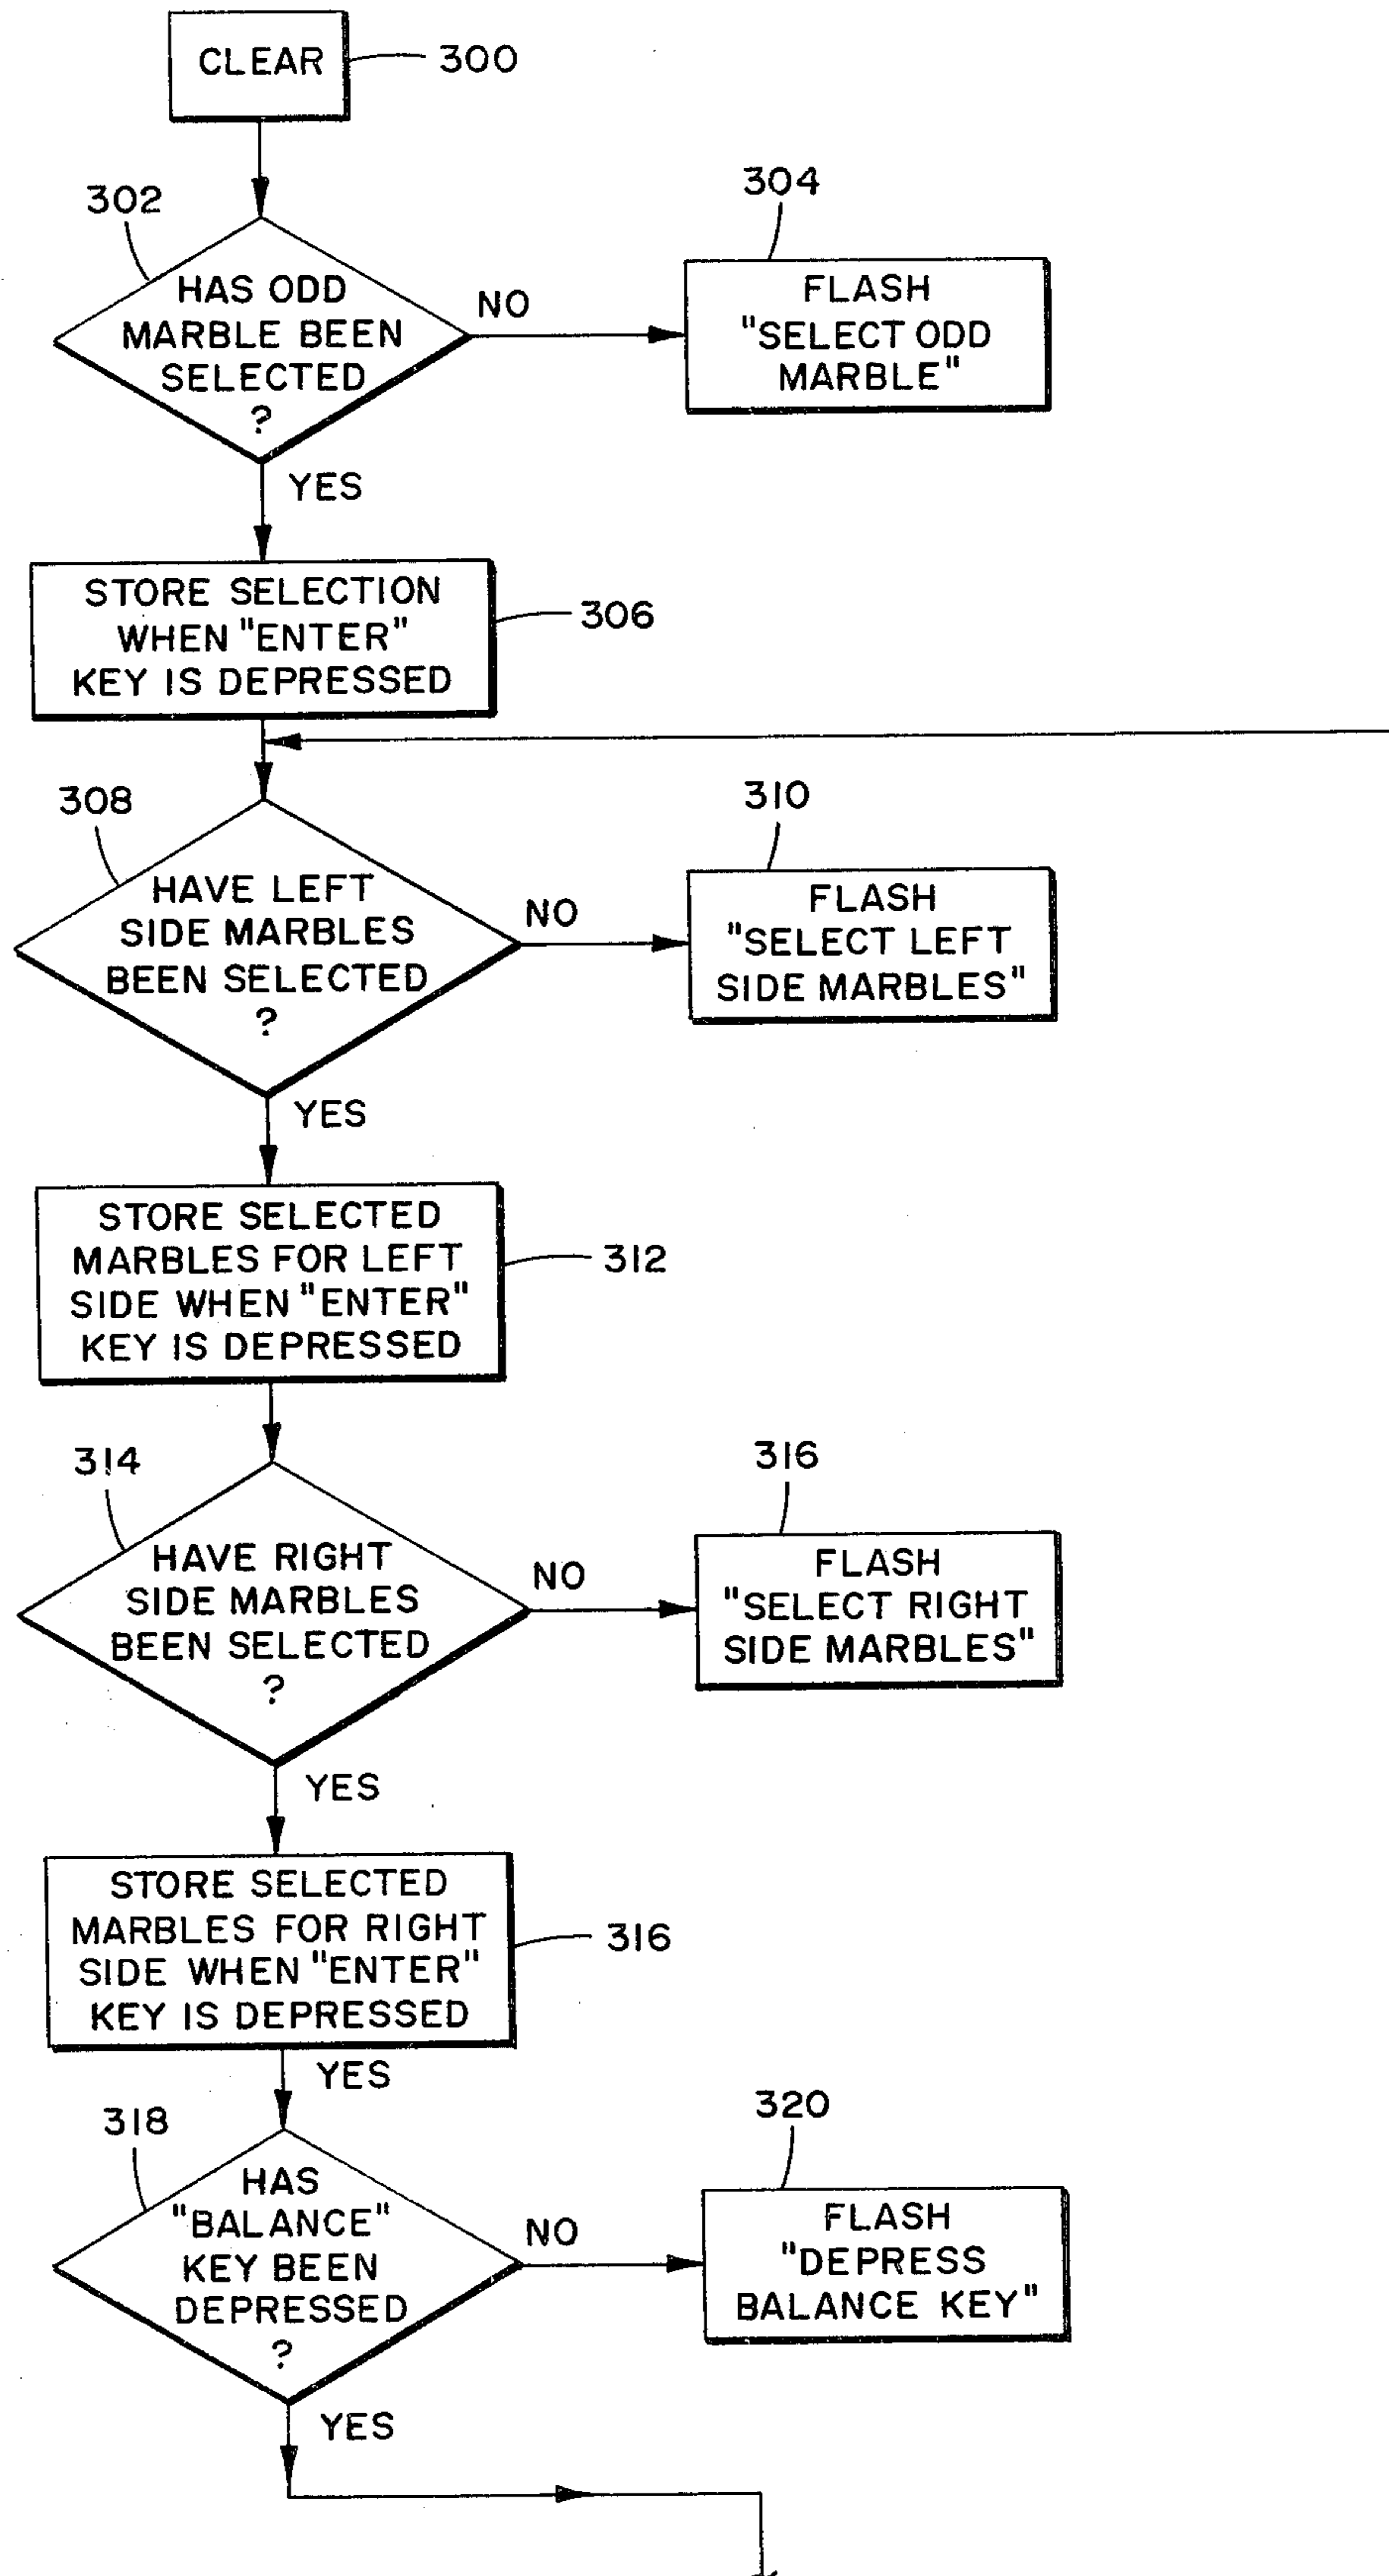 CLEAR
300
302
HAS ODD
MARBLE BEEN
SELECTED
?
NO
304
FLASH
"SELECT ODD
MARBLE"
YES
STORE SELECTION
WHEN "ENTER"
KEY IS DEPRESSED
306
308
HAVE LEFT
SIDE MARBLES
BEEN SELECTED
?
NO
310
FLASH
"SELECT LEFT
SIDE MARBLES"
YES
STORE SELECTED
MARBLES FOR LEFT
SIDE WHEN "ENTER"
KEY IS DEPRESSED
312
314
HAVE RIGHT
SIDE MARBLES
BEEN SELECTED
?
NO
316
FLASH
"SELECT RIGHT
SIDE MARBLES"
YES
STORE SELECTED
MARBLES FOR RIGHT
SIDE WHEN "ENTER"
KEY IS DEPRESSED
316
YES
318
HAS
"BALANCE"
KEY BEEN
DEPRESSED
?
NO
320
FLASH
"DEPRESS
BALANCE KEY"
YES